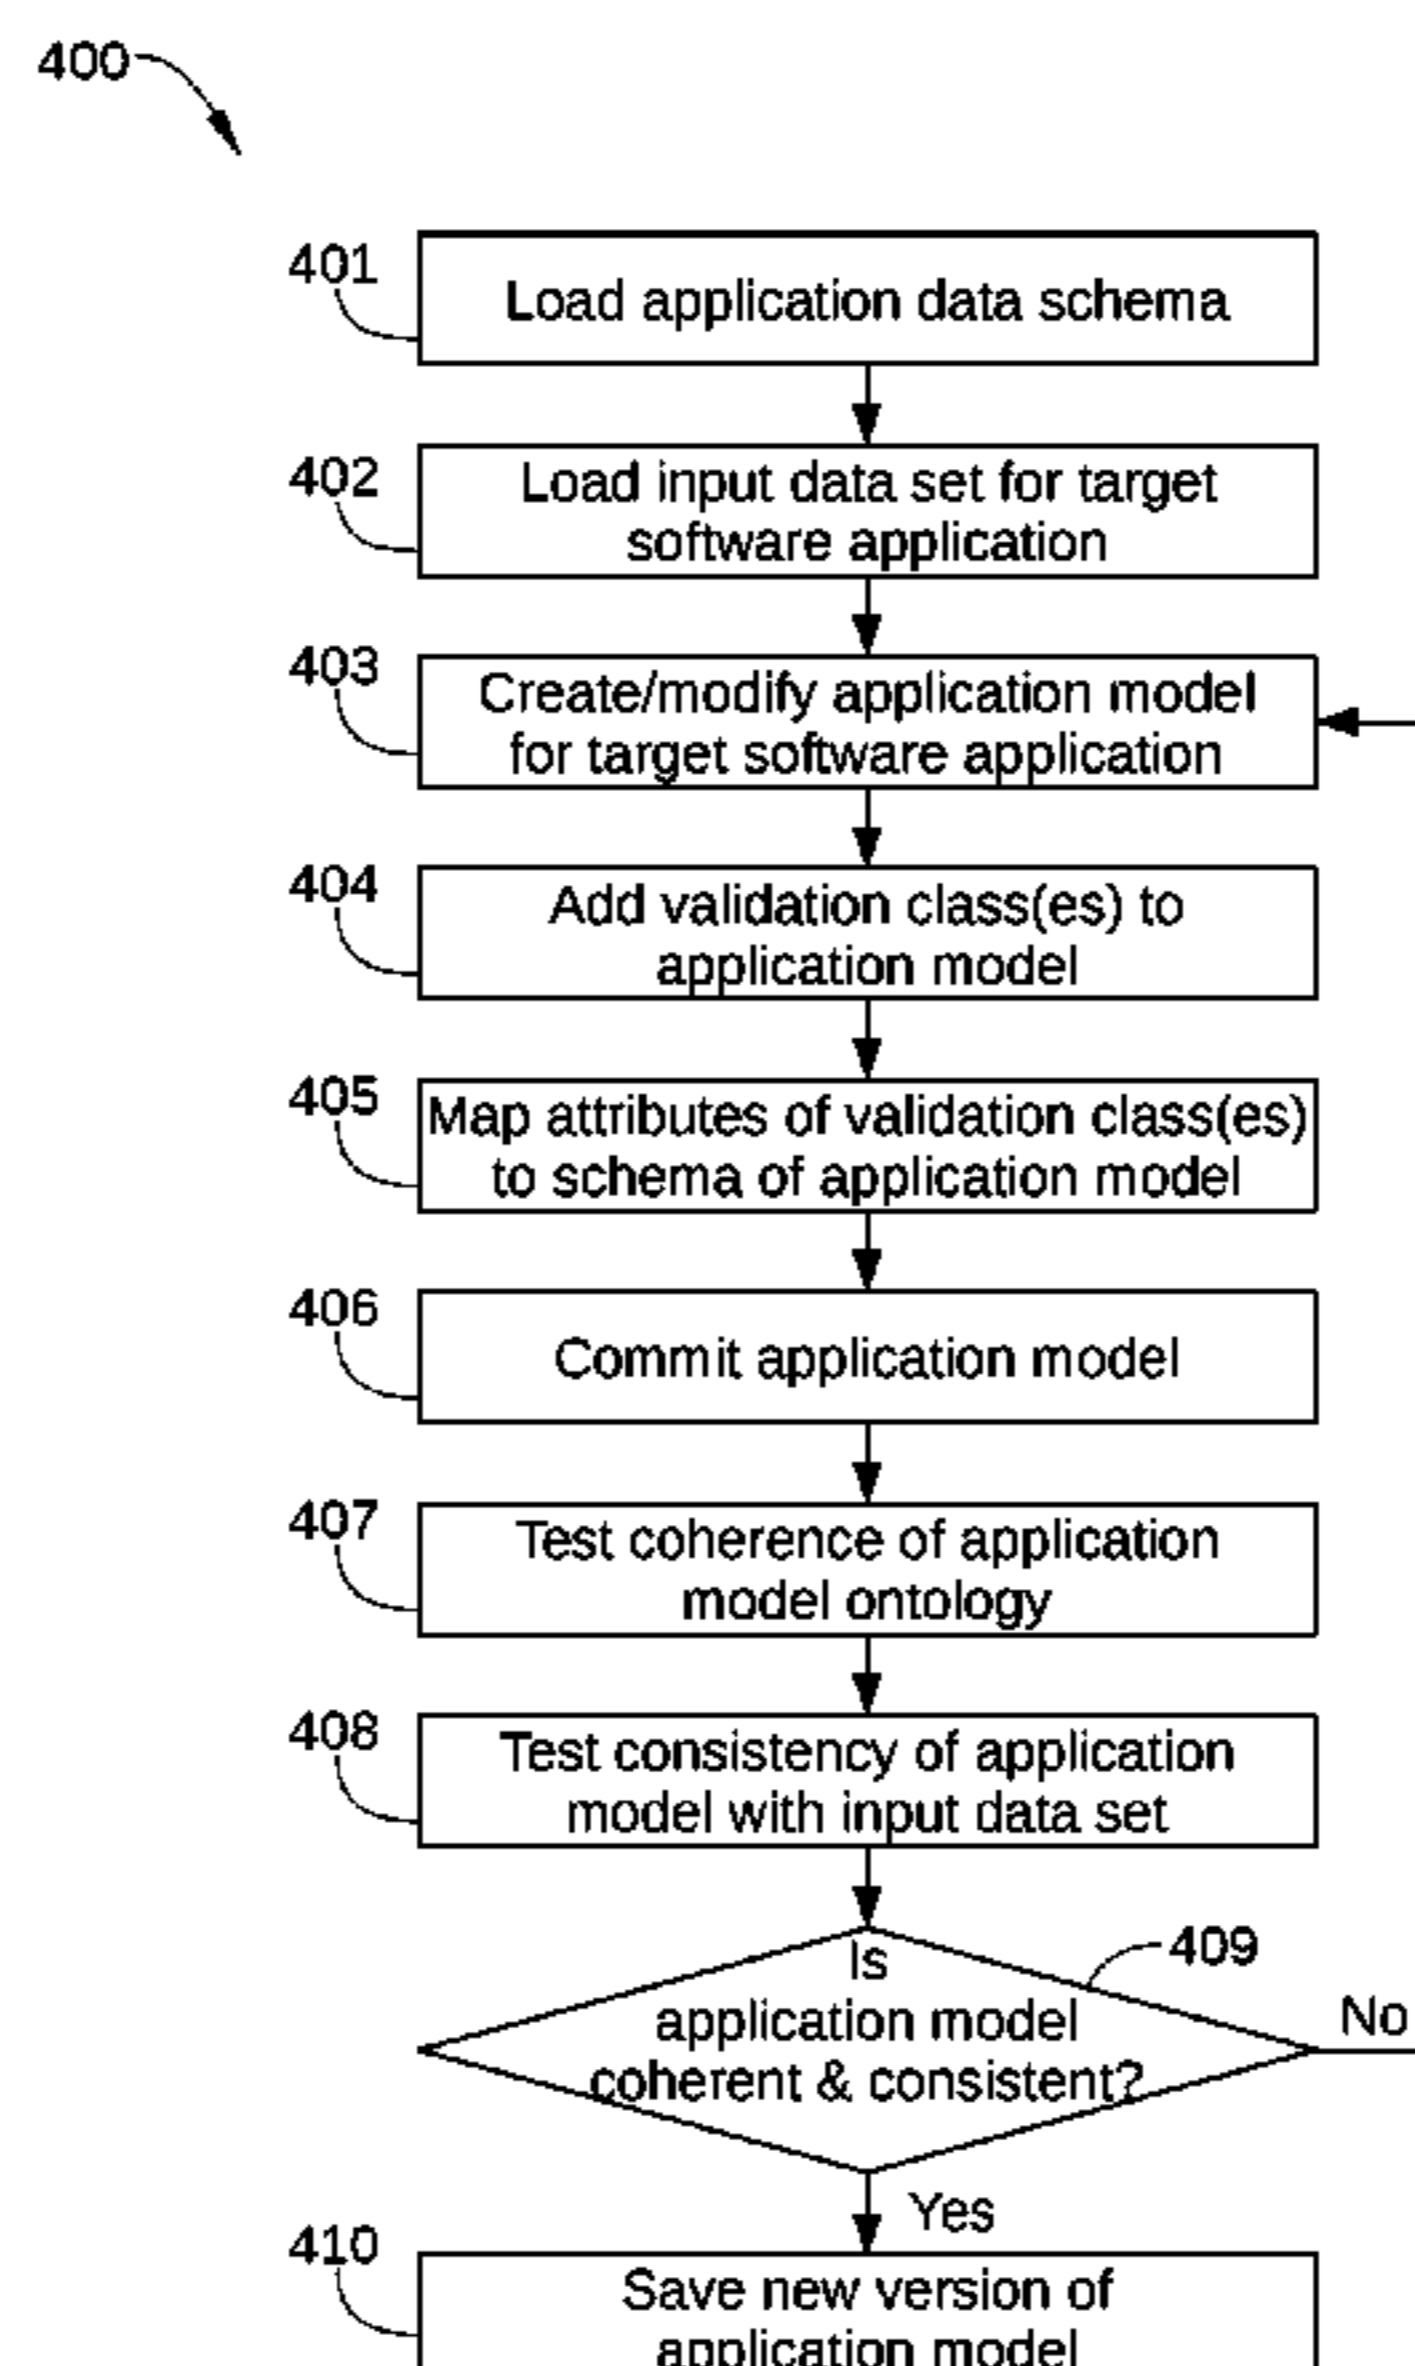 400
401
Load application data schema
402
Load input data set for target
software application
403
Create/modify application model
for target software application
404
Add validation class(es) to
application model
405
Map attributes of validation class(es)
to schema of application model
406
Commit application model
407
Test coherence of application
model ontology
408
Test consistency of application
model with input data set
409
Is
application model
coherent & consistent?
No
Yes
410
Save new version of
application model